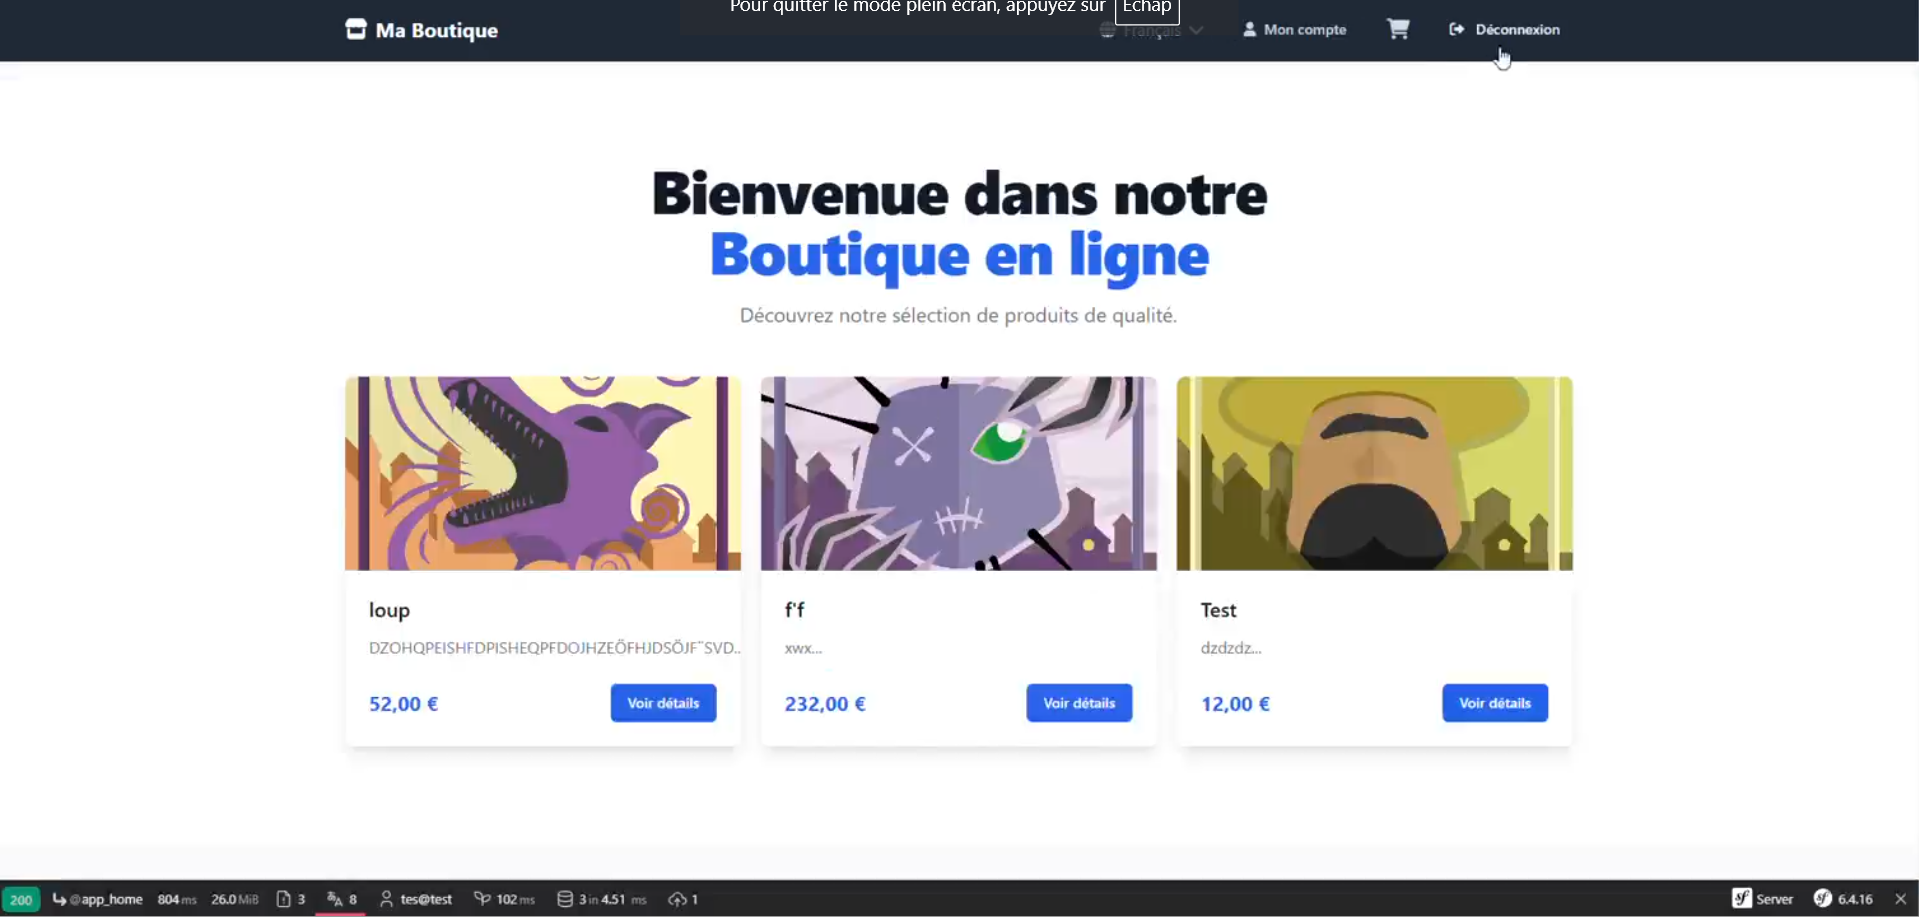 Pour quitter le mode plein écran, appuyez sur Echap
Ma Boutique
Français
Mon compte
Déconnexion
Bienvenue dans notre
Boutique en ligne
Découvrez notre sélection de produits de qualité.
loup
DZOHQPEISHFDPISHEQPFDOJHZEÖFHJDSÖJF¨SVD..
52,00 €
Voir détails
f'f
xwx...
232,00 €
Voir détails
Test
dzdzdz...
12,00 €
Voir détails
200 @app_home 804 ms 26.0 MiB 3 8 tes@test 102 ms 3 in 4.51 ms 1 Server 6.4.16